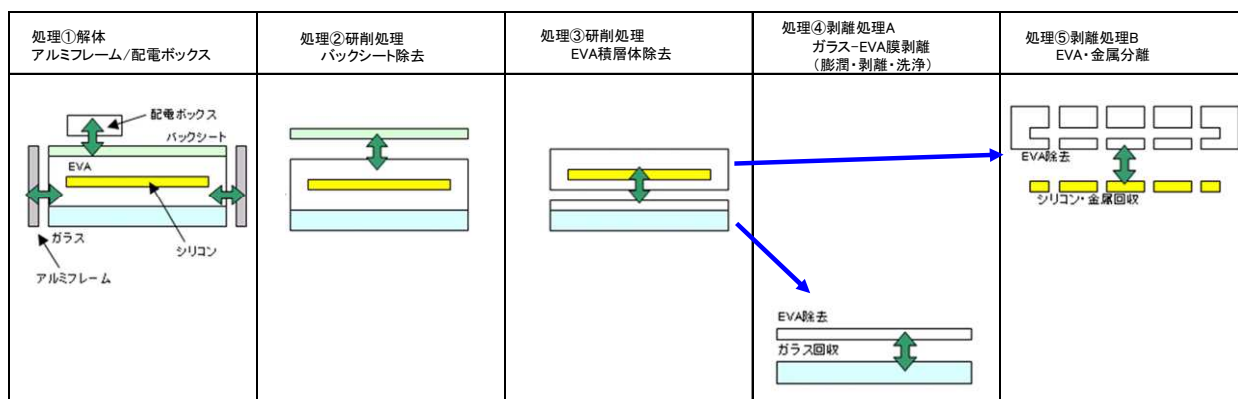 処理①解体
アルミフレーム/配電ボックス
処理②研削処理
バックシート除去
処理③研削処理
EVA積層体除去
処理④剥離処理A
ガラス-EVA膜剥離
(膨潤・剥離・洗浄)
処理⑤剥離処理B
EVA・金属分離
配電ボックス
バックシート
EVA
ガラス
シリコン
アルミフレーム
EVA除去
ガラス回収
EVA除去
シリコン・金属回収